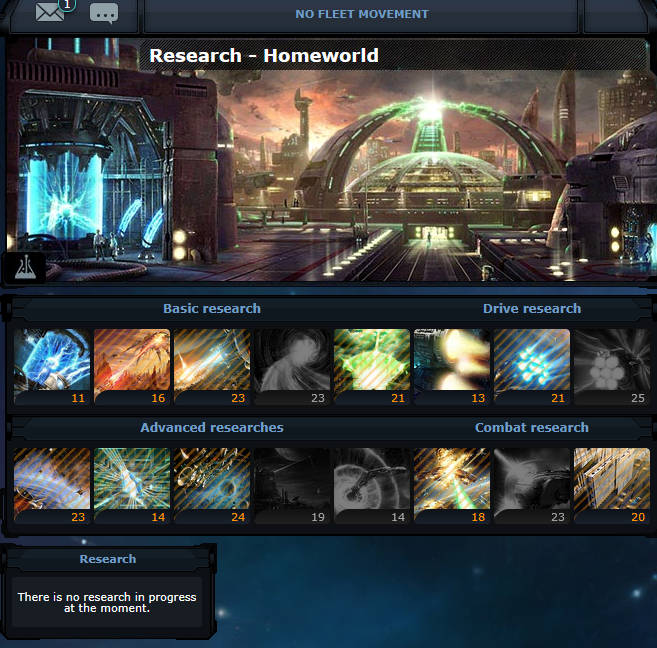 1
NO FLEET MOVEMENT
Research - Homeworld
Basic research
Drive research
11 16 23 23 21 13 21 25
Advanced researches
Combat research
23 14 24 19 14 18 23 20
Research
There is no research in progress
at the moment.